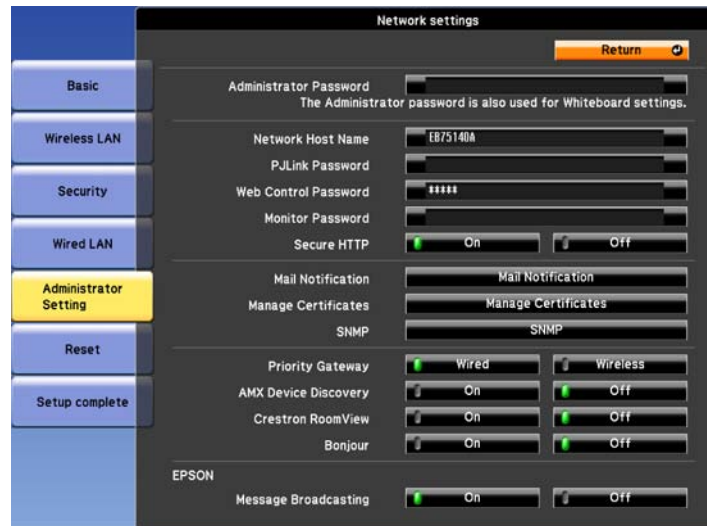 Network settings
Return
Basic
Wireless LAN
Security
Wired LAN
Administrator
Setting
Reset
Setup complete
Administrator Password
The Administrator password is also used for Whiteboard settings.
Network Host Name EB75140A
PJLink Password
Web Control Password *****
Monitor Password
Secure HTTP On Off
Mail Notification Mail Notification
Manage Certificates Manage Certificates
SNMP SNMP
Priority Gateway Wired Wireless
AMX Device Discovery On Off
Crestron RoomView On Off
Bonjour On Off
EPSON
Message Broadcasting On Off